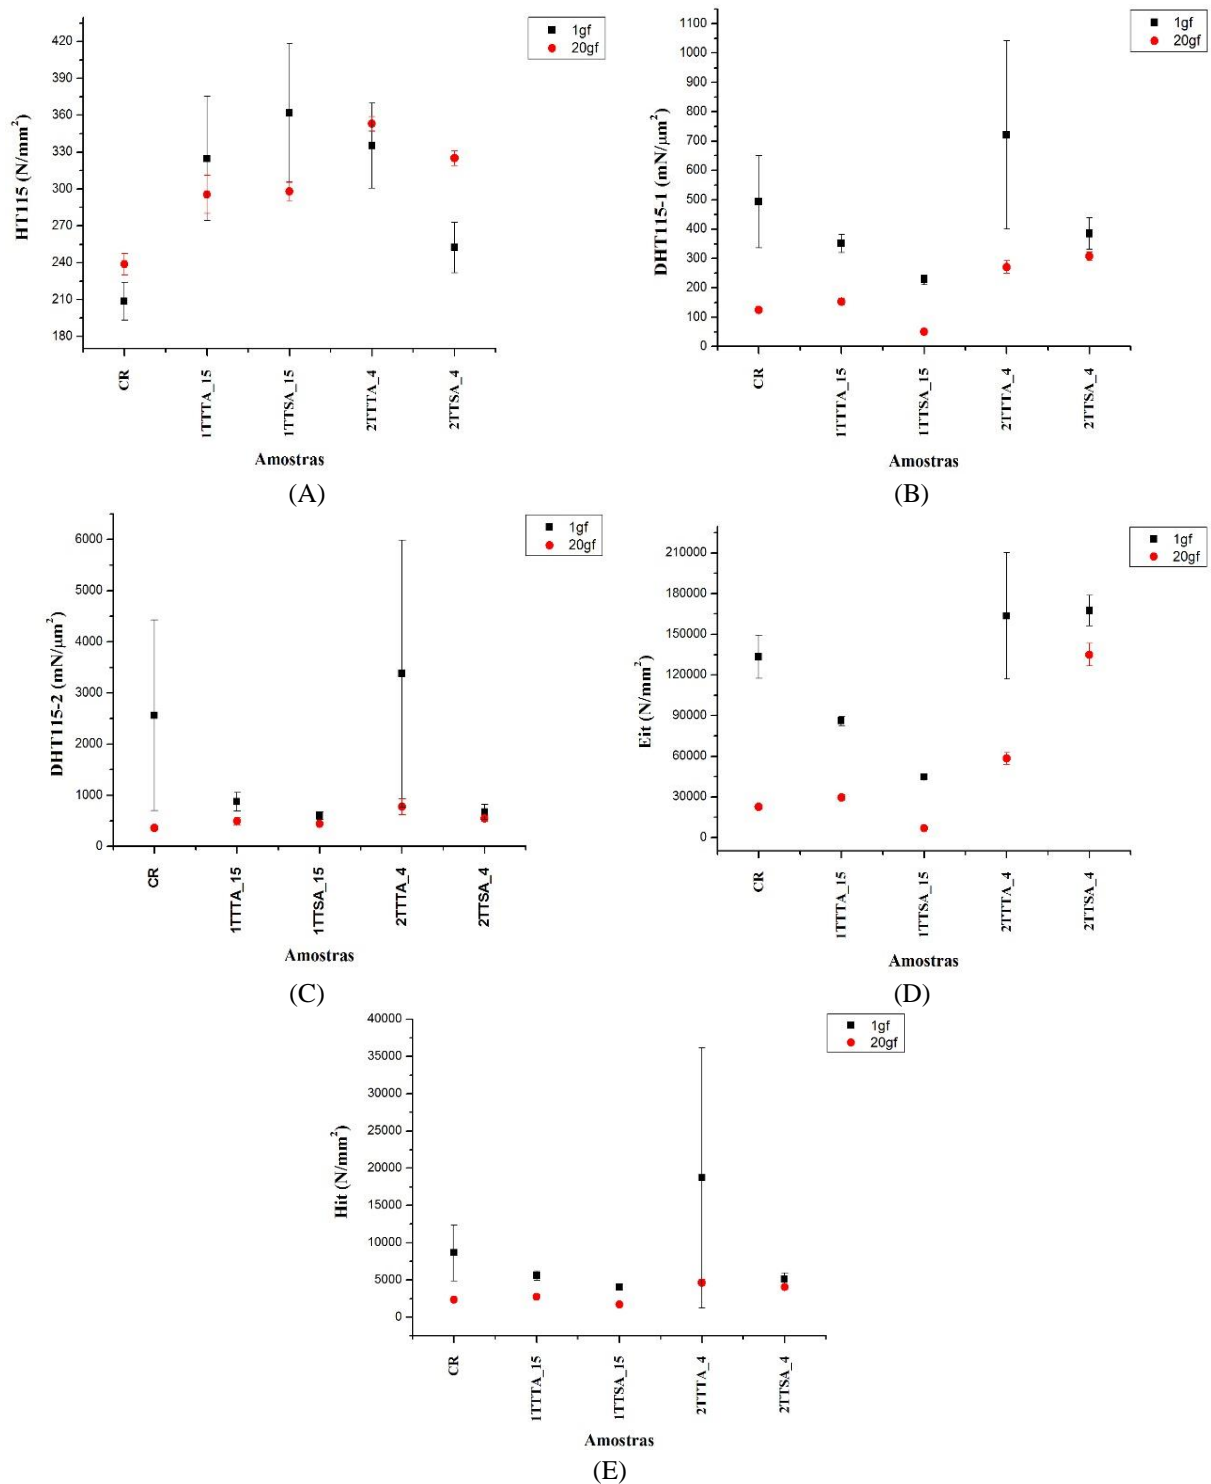 1gf
20gf
420
390
360
330
300
270
240
210
180
HT115 (N/mm²)
CR
1TTTA_15
1TTSA_15
2TTTA_4
2TTSA_4
Amostras
(A)
1gf
20gf
1100
1000
900
800
700
600
500
400
300
200
100
0
DHT115-1 (mN/μm²)
CR
1TTTA_15
1TTSA_15
2TTTA_4
2TTSA_4
Amostras
(B)
1gf
20gf
6000
5000
4000
3000
2000
1000
0
DHT115-2 (mN/μm²)
CR
1TTTA_15
1TTSA_15
2TTTA_4
2TTSA_4
Amostras
(C)
1gf
20gf
210000
180000
150000
120000
90000
60000
30000
0
Eit (N/mm²)
CR
1TTTA_15
1TTSA_15
2TTTA_4
2TTSA_4
Amostras
(D)
1gf
20gf
40000
35000
30000
25000
20000
15000
10000
5000
0
Hit (N/mm²)
CR
1TTTA_15
1TTSA_15
2TTTA_4
2TTSA_4
Amostras
(E)